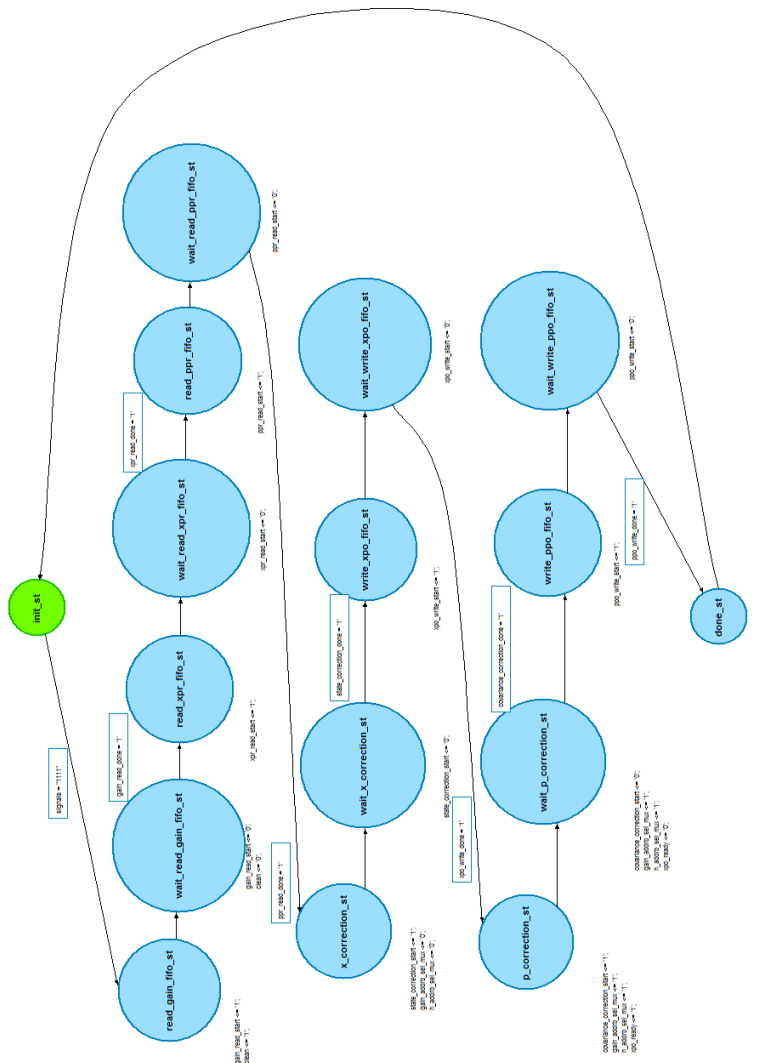 init_st
signals = "1111"
read_gain_fifo_st
gain_read_start <= '1';
clean <= '1';
wait_read_gain_fifo_st
gain_read_start <= '0';
clean <= '0';
gain_read_done = '1'
read_xpr_fifo_st
xpr_read_start <= '1';
wait_read_xpr_fifo_st
xpr_read_start <= '0';
xpr_read_done = '1'
read_ppr_fifo_st
ppr_read_start <= '1';
wait_read_ppr_fifo_st
ppr_read_start <= '0';
ppr_read_done = '1'
x_correction_st
state_correction_start <= '1';
gain_addrb_sel_mux <= '0';
h_addrb_sel_mux <= '0';
wait_x_correction_st
state_correction_start <= '0';
state_correction_done = '1'
write_xpo_fifo_st
xpo_write_start <= '1';
wait_write_xpo_fifo_st
xpo_write_start <= '0';
xpo_write_done = '1'
p_correction_st
covariance_correction_start <= '1';
gain_addrb_sel_mux <= '1';
h_addrb_sel_mux <= '1';
xpo_ready <= '1';
wait_p_correction_st
covariance_correction_start <= '0';
gain_addrb_sel_mux <= '1';
h_addrb_sel_mux <= '1';
xpo_ready <= '0';
covariance_correction_done = '1'
write_ppo_fifo_st
ppo_write_start <= '1';
wait_write_ppo_fifo_st
ppo_write_start <= '0';
ppo_write_done = '1'
done_st